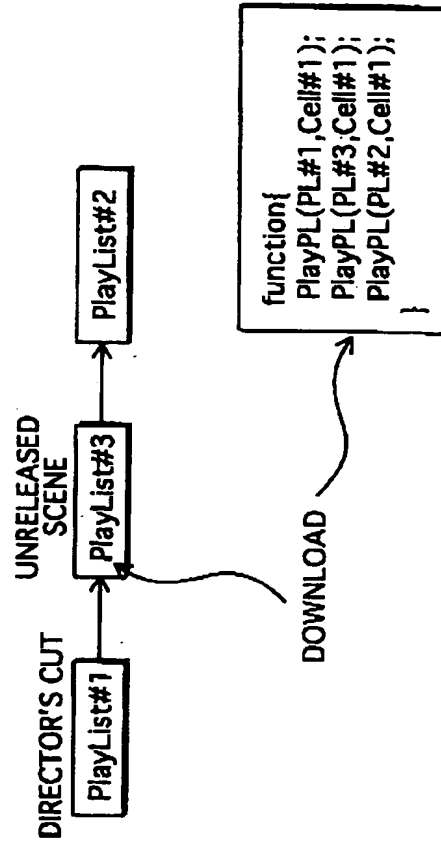 DIRECTOR'S CUT
PlayList#1
UNRELEASED
SCENE
PlayList#3
PlayList#2
DOWNLOAD
function{
PlayPL(PL#1,Cell#1);
PlayPL(PL#3,Cell#1);
PlayPL(PL#2,Cell#1);
}